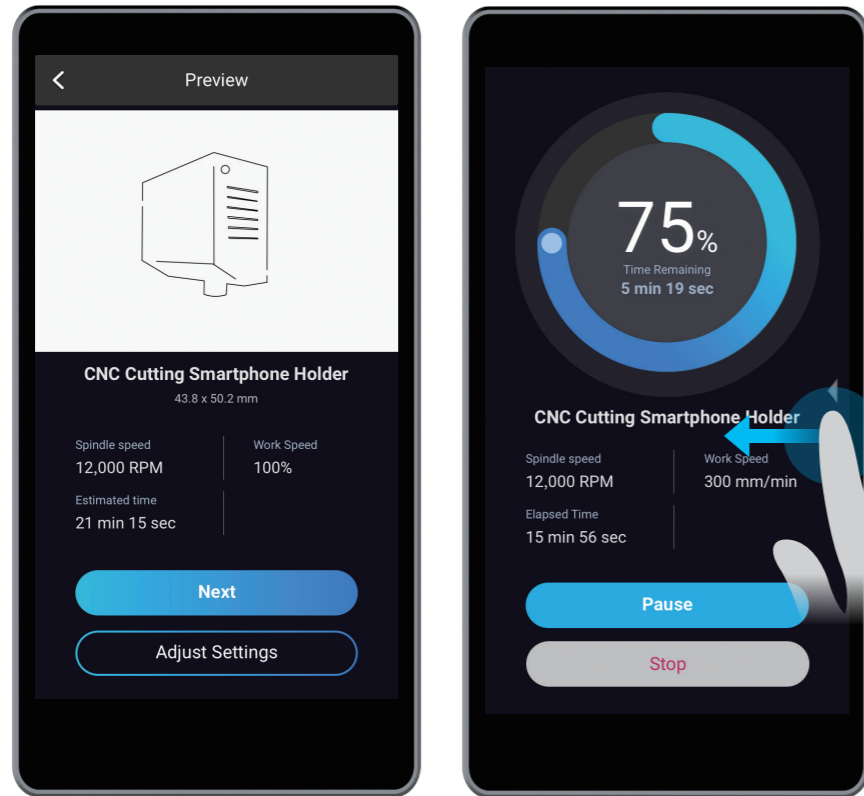 Preview
CNC Cutting Smartphone Holder
43.8 x 50.2 mm
Spindle speed
12,000 RPM
Work Speed
100%
Estimated time
21 min 15 sec
Next
Adjust Settings
75%
Time Remaining
5 min 19 sec
CNC Cutting Smartphone Holder
Spindle speed
12,000 RPM
Work Speed
300 mm/min
Elapsed Time
15 min 56 sec
Pause
Stop